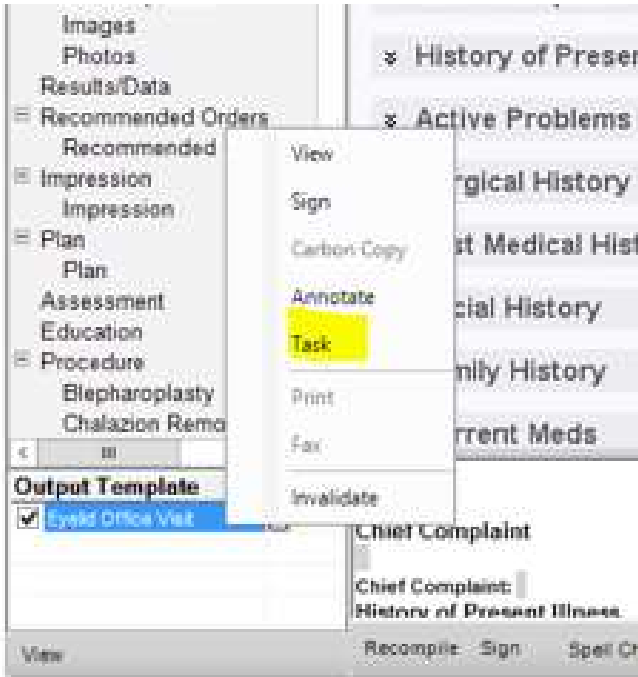 Images
Photos
Results/Data
Recommended Orders
Recommended
Impression
Impression
Plan
Plan
Assessment
Education
Procedure
Blepharoplasty
Chalazion Remo
Output Template
Eyelid Office Visit
View
View
Sign
Carbon Copy
Annotate
Task
Print
Fax
Invalidate
History of Presen
Active Problems
rgical History
st Medical Hist
cial History
mily History
rrent Meds
Chief Complaint
Chief Complaint:
History of Present Illness
Recompile Sign Spell Ch